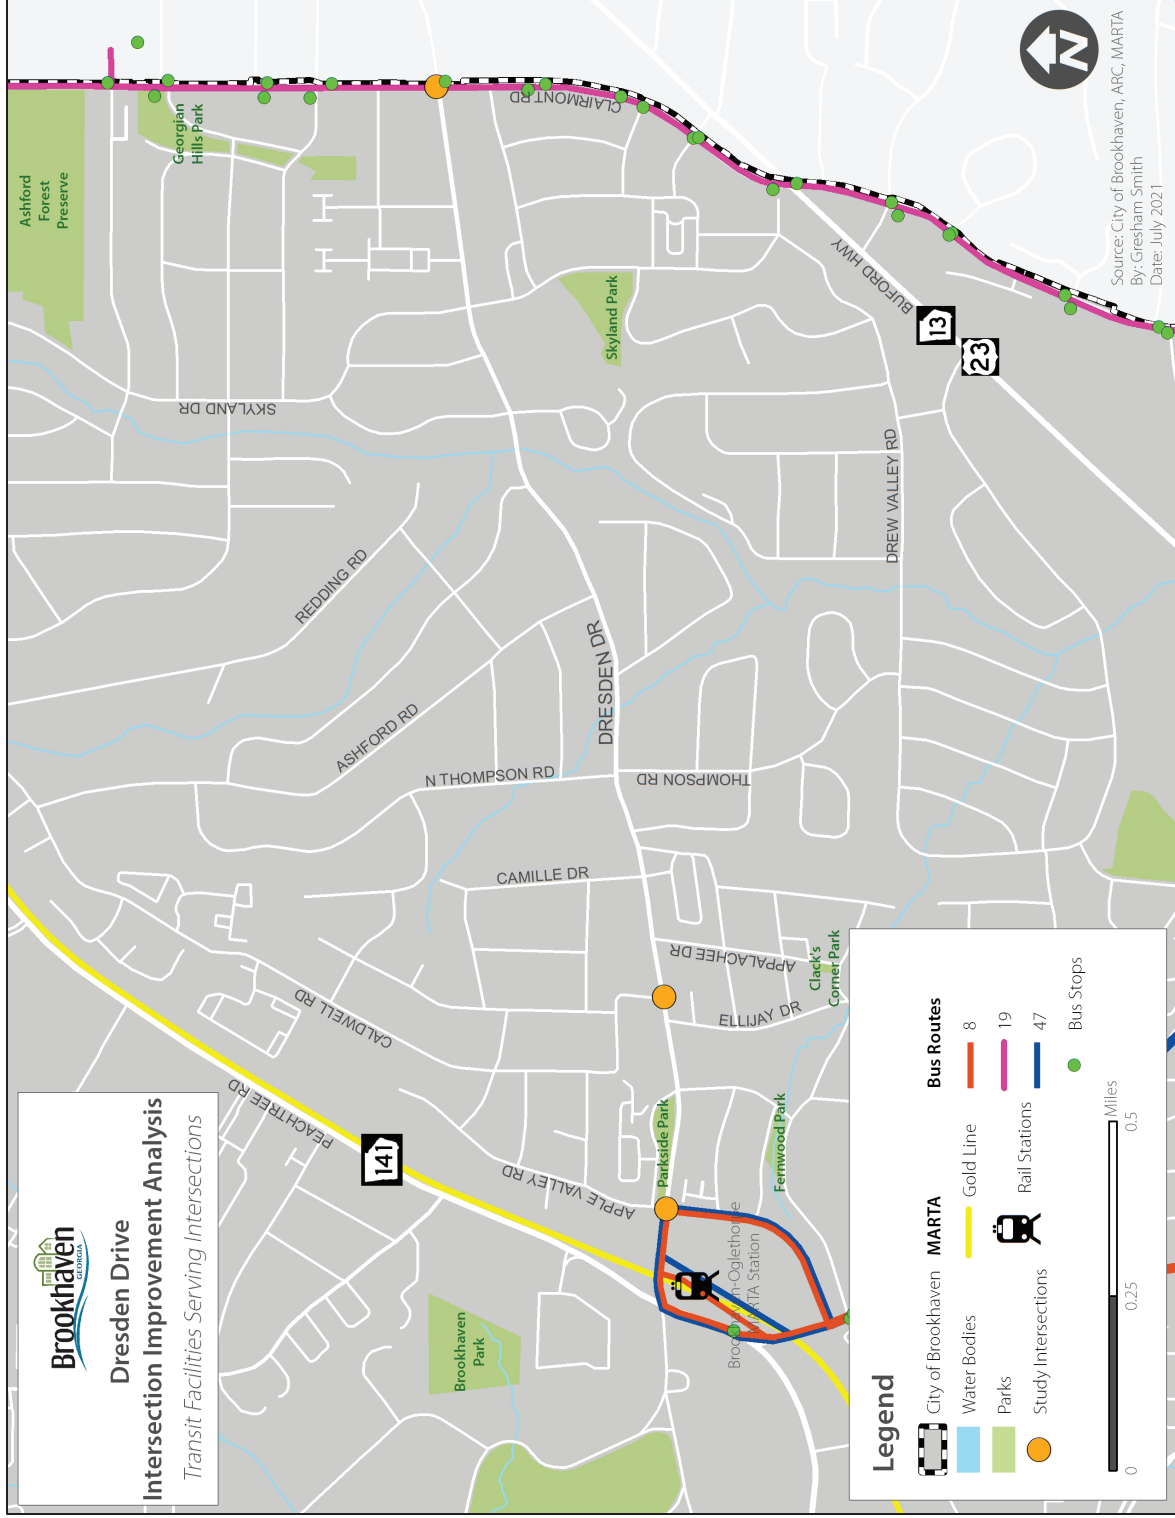 Brookhaven
GEORGIA
Dresden Drive
Intersection Improvement Analysis
Transit Facilities Serving Intersections
Ashford
Forest
Preserve
Georgian
Hills Park
SKYLAND DR
REDDING RD
ASHFORD RD
N THOMPSON RD
CAMILLE DR
CALDWELL RD
PEACHTREE RD
141
APPLE VALLEY RD
Brookhaven
Park
CLAIRMONT RD
Skyland Park
DRESDEN DR
THOMPSON RD
APPALACHEE DR
ELLIJAY DR
Clack's
Corner Park
Parkside Park
Fernwood Park
Brookhaven-Oglethorpe
MARTA Station
DREW VALLEY RD
BUFORD HWY
13
23
N
Source: City of Brookhaven, ARC, MARTA
By: Gresham Smith
Date: July 2021
Legend
City of Brookhaven
Water Bodies
Parks
Study Intersections
MARTA
Gold Line
Rail Stations
Bus Routes
8
19
47
Bus Stops
0
0.25
0.5
Miles